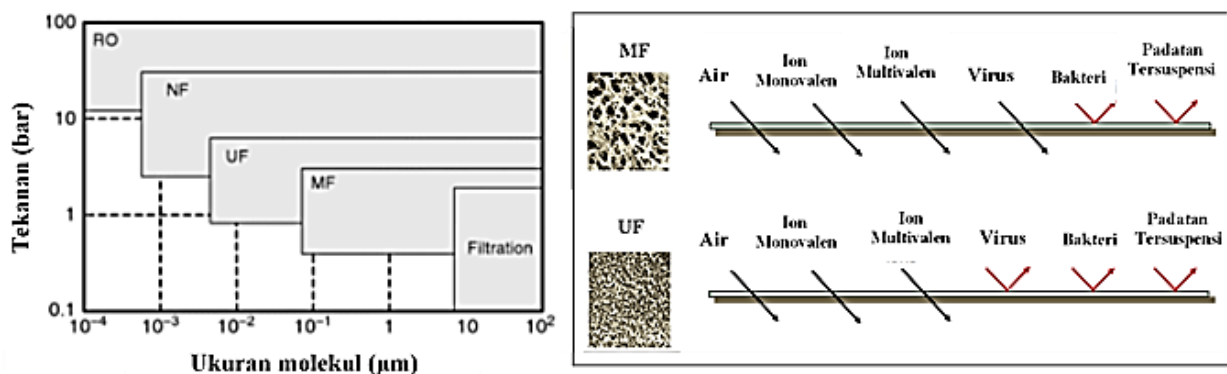 Tekanan (bar)
100
10
1
0.1
RO
NF
UF
MF
Filtration
10⁻⁴
10⁻³
10⁻²
10⁻¹
1
10
10²
Ukuran molekul (µm)
MF
Air
Ion
Monovalen
Ion
Multivalen
Virus
Bakteri
Padatan
Tersuspensi
UF
Air
Ion
Monovalen
Ion
Multivalen
Virus
Bakteri
Padatan
Tersuspensi